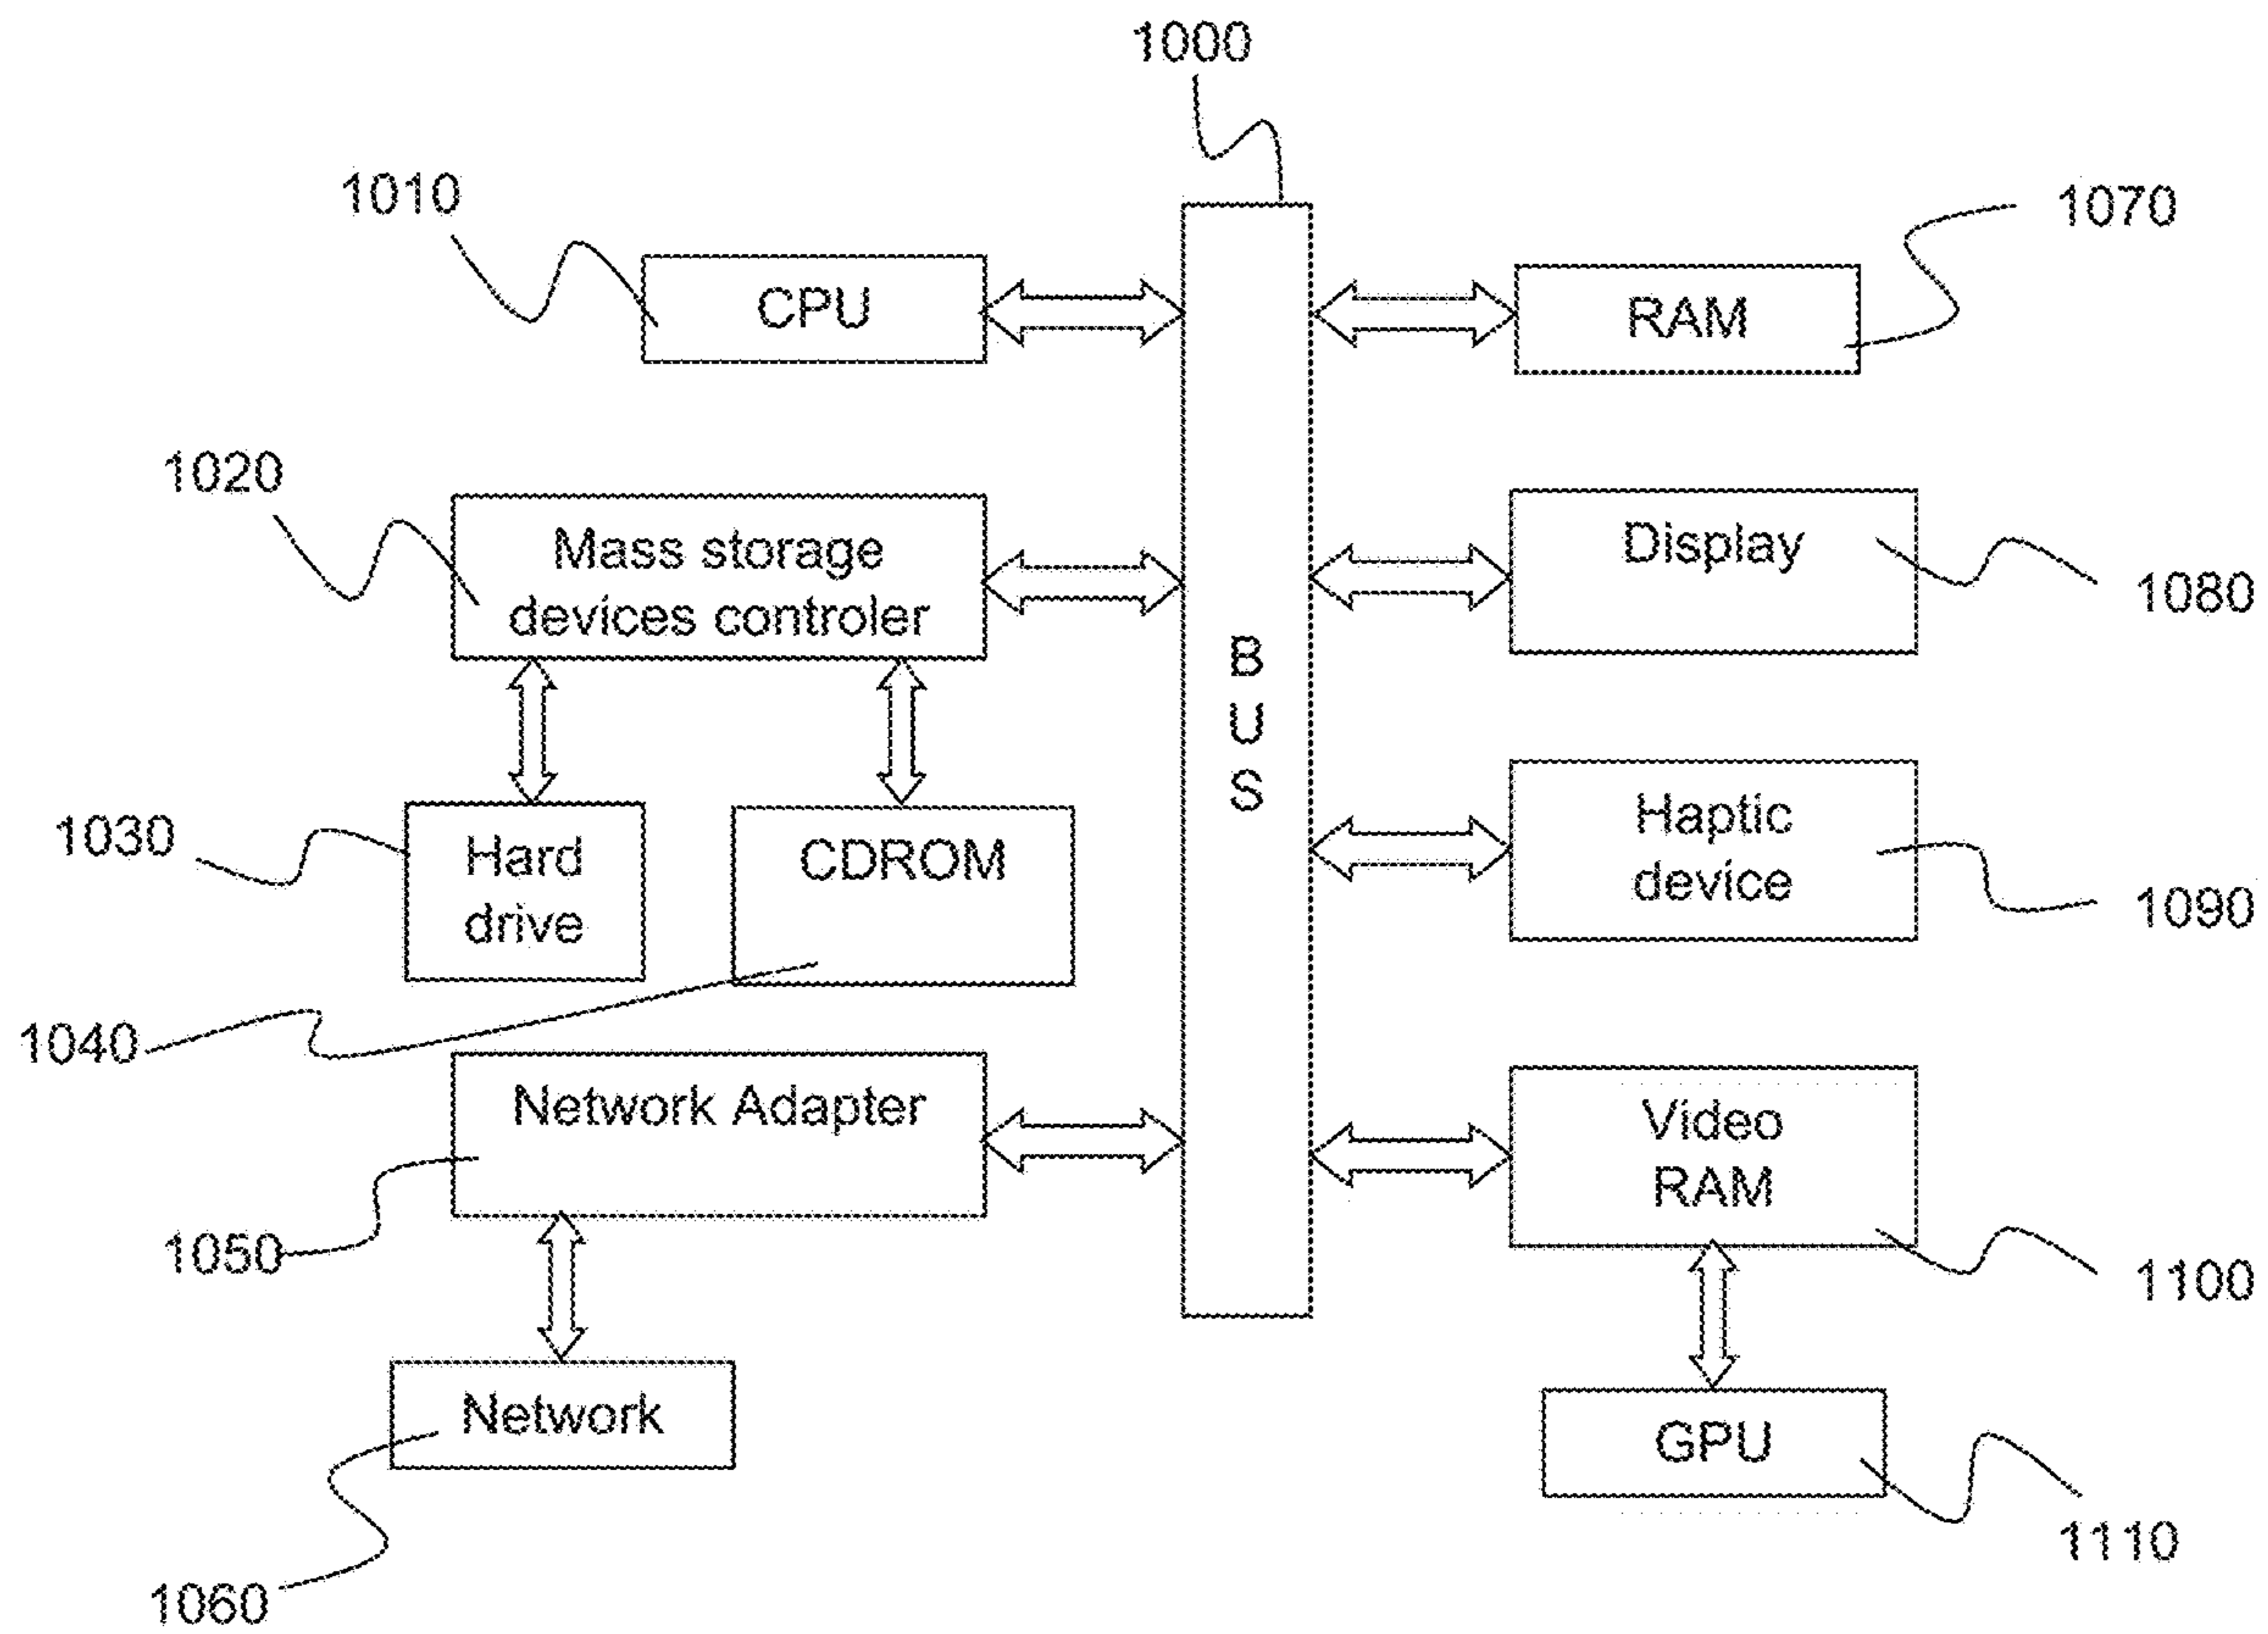 1000
1010
CPU
1070
RAM
1020
Mass storage
devices controler
Display
1080
B
U
S
1030
Hard
drive
CDROM
Haptic
device
1090
1040
Network Adapter
1050
Video
RAM
1100
Network
1060
GPU
1110